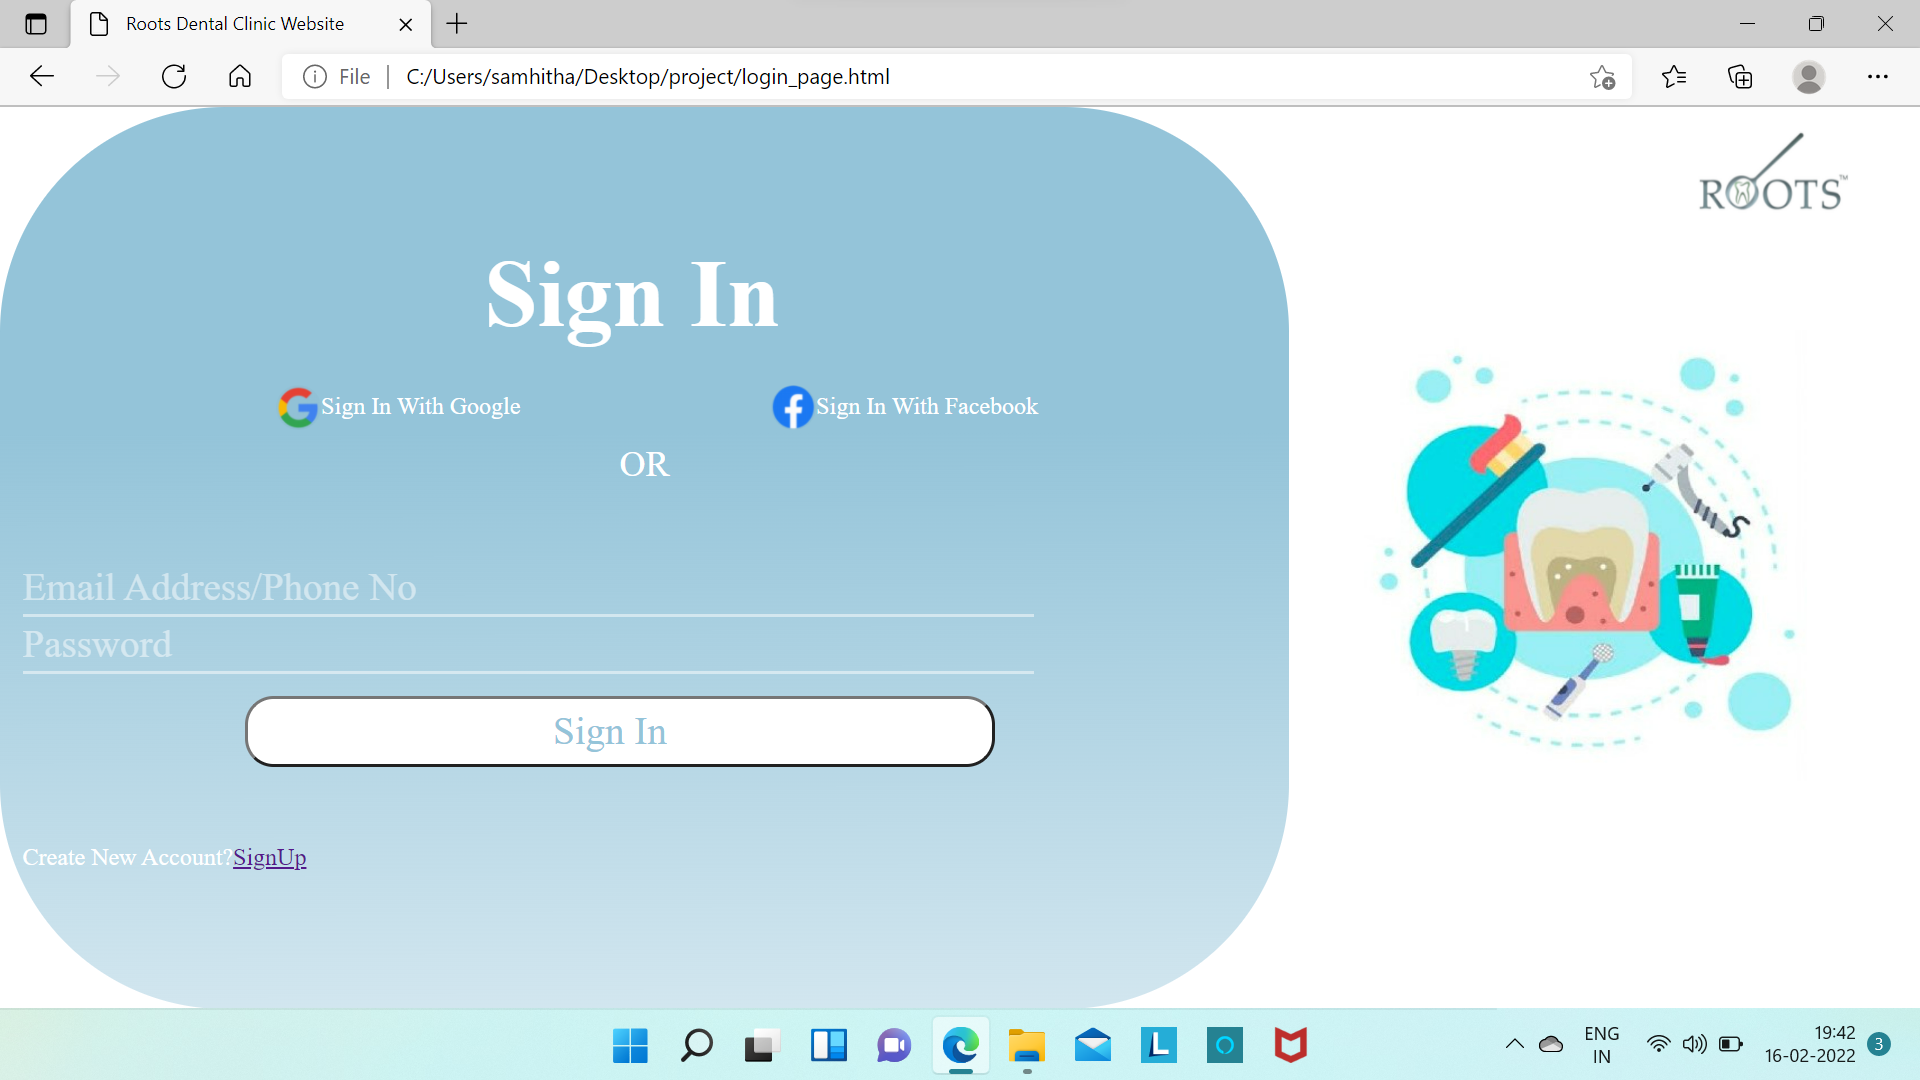 Roots Dental Clinic Website
File
C:/Users/samhitha/Desktop/project/login_page.html
ROOTS™
Sign In
Sign In With Google
Sign In With Facebook
OR
Email Address/Phone No
Password
Sign In
Create New Account?SignUp
ENG
IN
19:42
16-02-2022
3